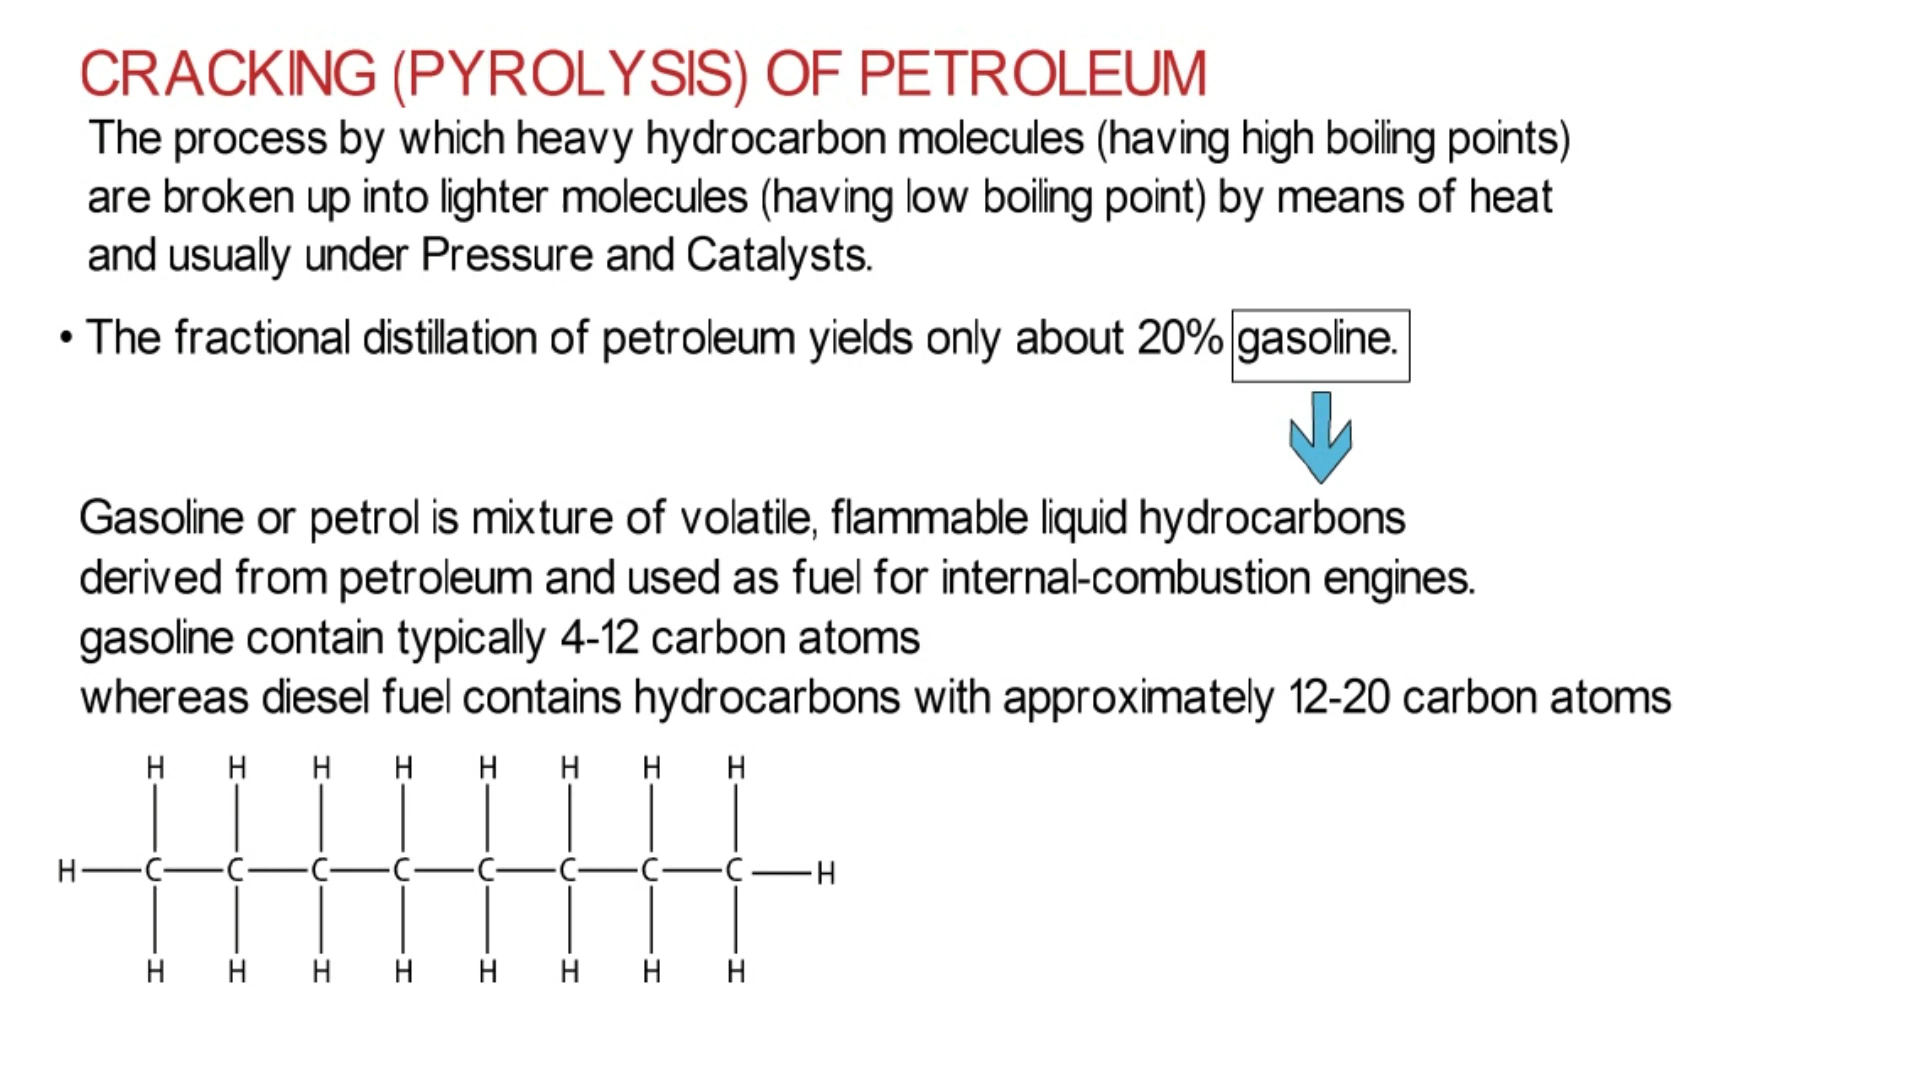 CRACKING (PYROLYSIS) OF PETROLEUM
The process by which heavy hydrocarbon molecules (having high boiling points)
are broken up into lighter molecules (having low boiling point) by means of heat
and usually under Pressure and Catalysts.
• The fractional distillation of petroleum yields only about 20% gasoline.
Gasoline or petrol is mixture of volatile, flammable liquid hydrocarbons
derived from petroleum and used as fuel for internal-combustion engines.
gasoline contain typically 4-12 carbon atoms
whereas diesel fuel contains hydrocarbons with approximately 12-20 carbon atoms
H H H H H H H H
H—C—C—C—C—C—C—C—C—H
H H H H H H H H